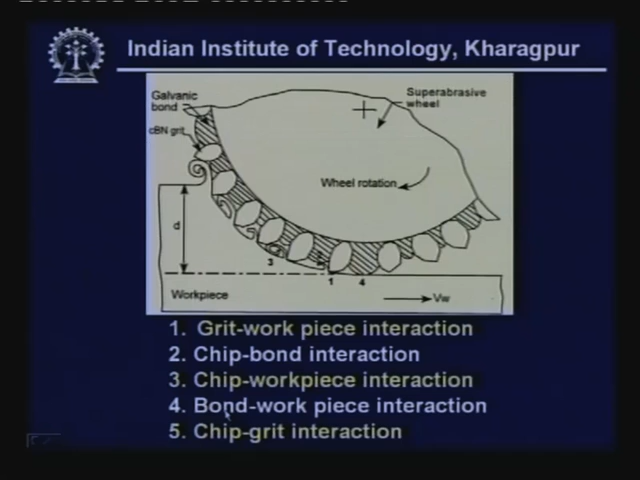 Indian Institute of Technology, Kharagpur
Galvanic
bond
Superabrasive
wheel
cBN grit
Wheel rotation
d
3
1 4
Workpiece
Vw
1. Grit-work piece interaction
2. Chip-bond interaction
3. Chip-workpiece interaction
4. Bond-work piece interaction
5. Chip-grit interaction